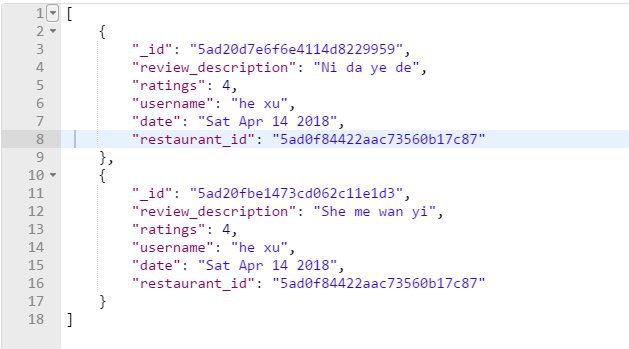 1 [
2 {
3 "_id": "5ad20d7e6f6e4114d8229959",
4 "review_description": "Ni da ye de",
5 "ratings": 4,
6 "username": "he xu",
7 "date": "Sat Apr 14 2018",
8 "restaurant_id": "5ad0f84422aac73560b17c87"
9 },
10 {
11 "_id": "5ad20fbe1473cd062c11e1d3",
12 "review_description": "She me wan yi",
13 "ratings": 4,
14 "username": "he xu",
15 "date": "Sat Apr 14 2018",
16 "restaurant_id": "5ad0f84422aac73560b17c87"
17 }
18 ]